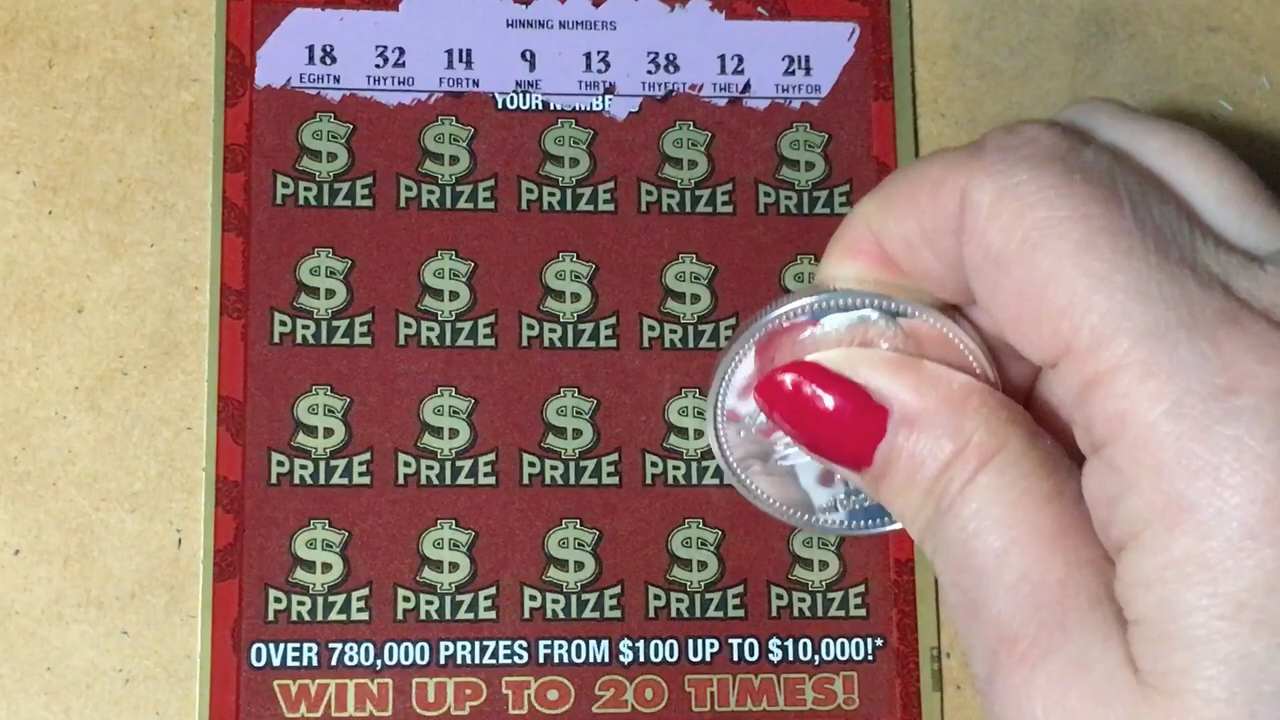 WINNING NUMBERS
18 32 14 9 13 38 12 24
EGHTN THYTWO FORTN NINE THRTN THYEGT TWELV TWYFOR
YOUR NUMBERS
$ $ $ $ $
PRIZE PRIZE PRIZE PRIZE PRIZE
$ $ $ $ $
PRIZE PRIZE PRIZE PRIZE
$ $ $ $
PRIZE PRIZE PRIZE PRIZE
$ $ $ $ $
PRIZE PRIZE PRIZE PRIZE PRIZE
OVER 780,000 PRIZES FROM $100 UP TO $10,000!*
WIN UP TO 20 TIMES!